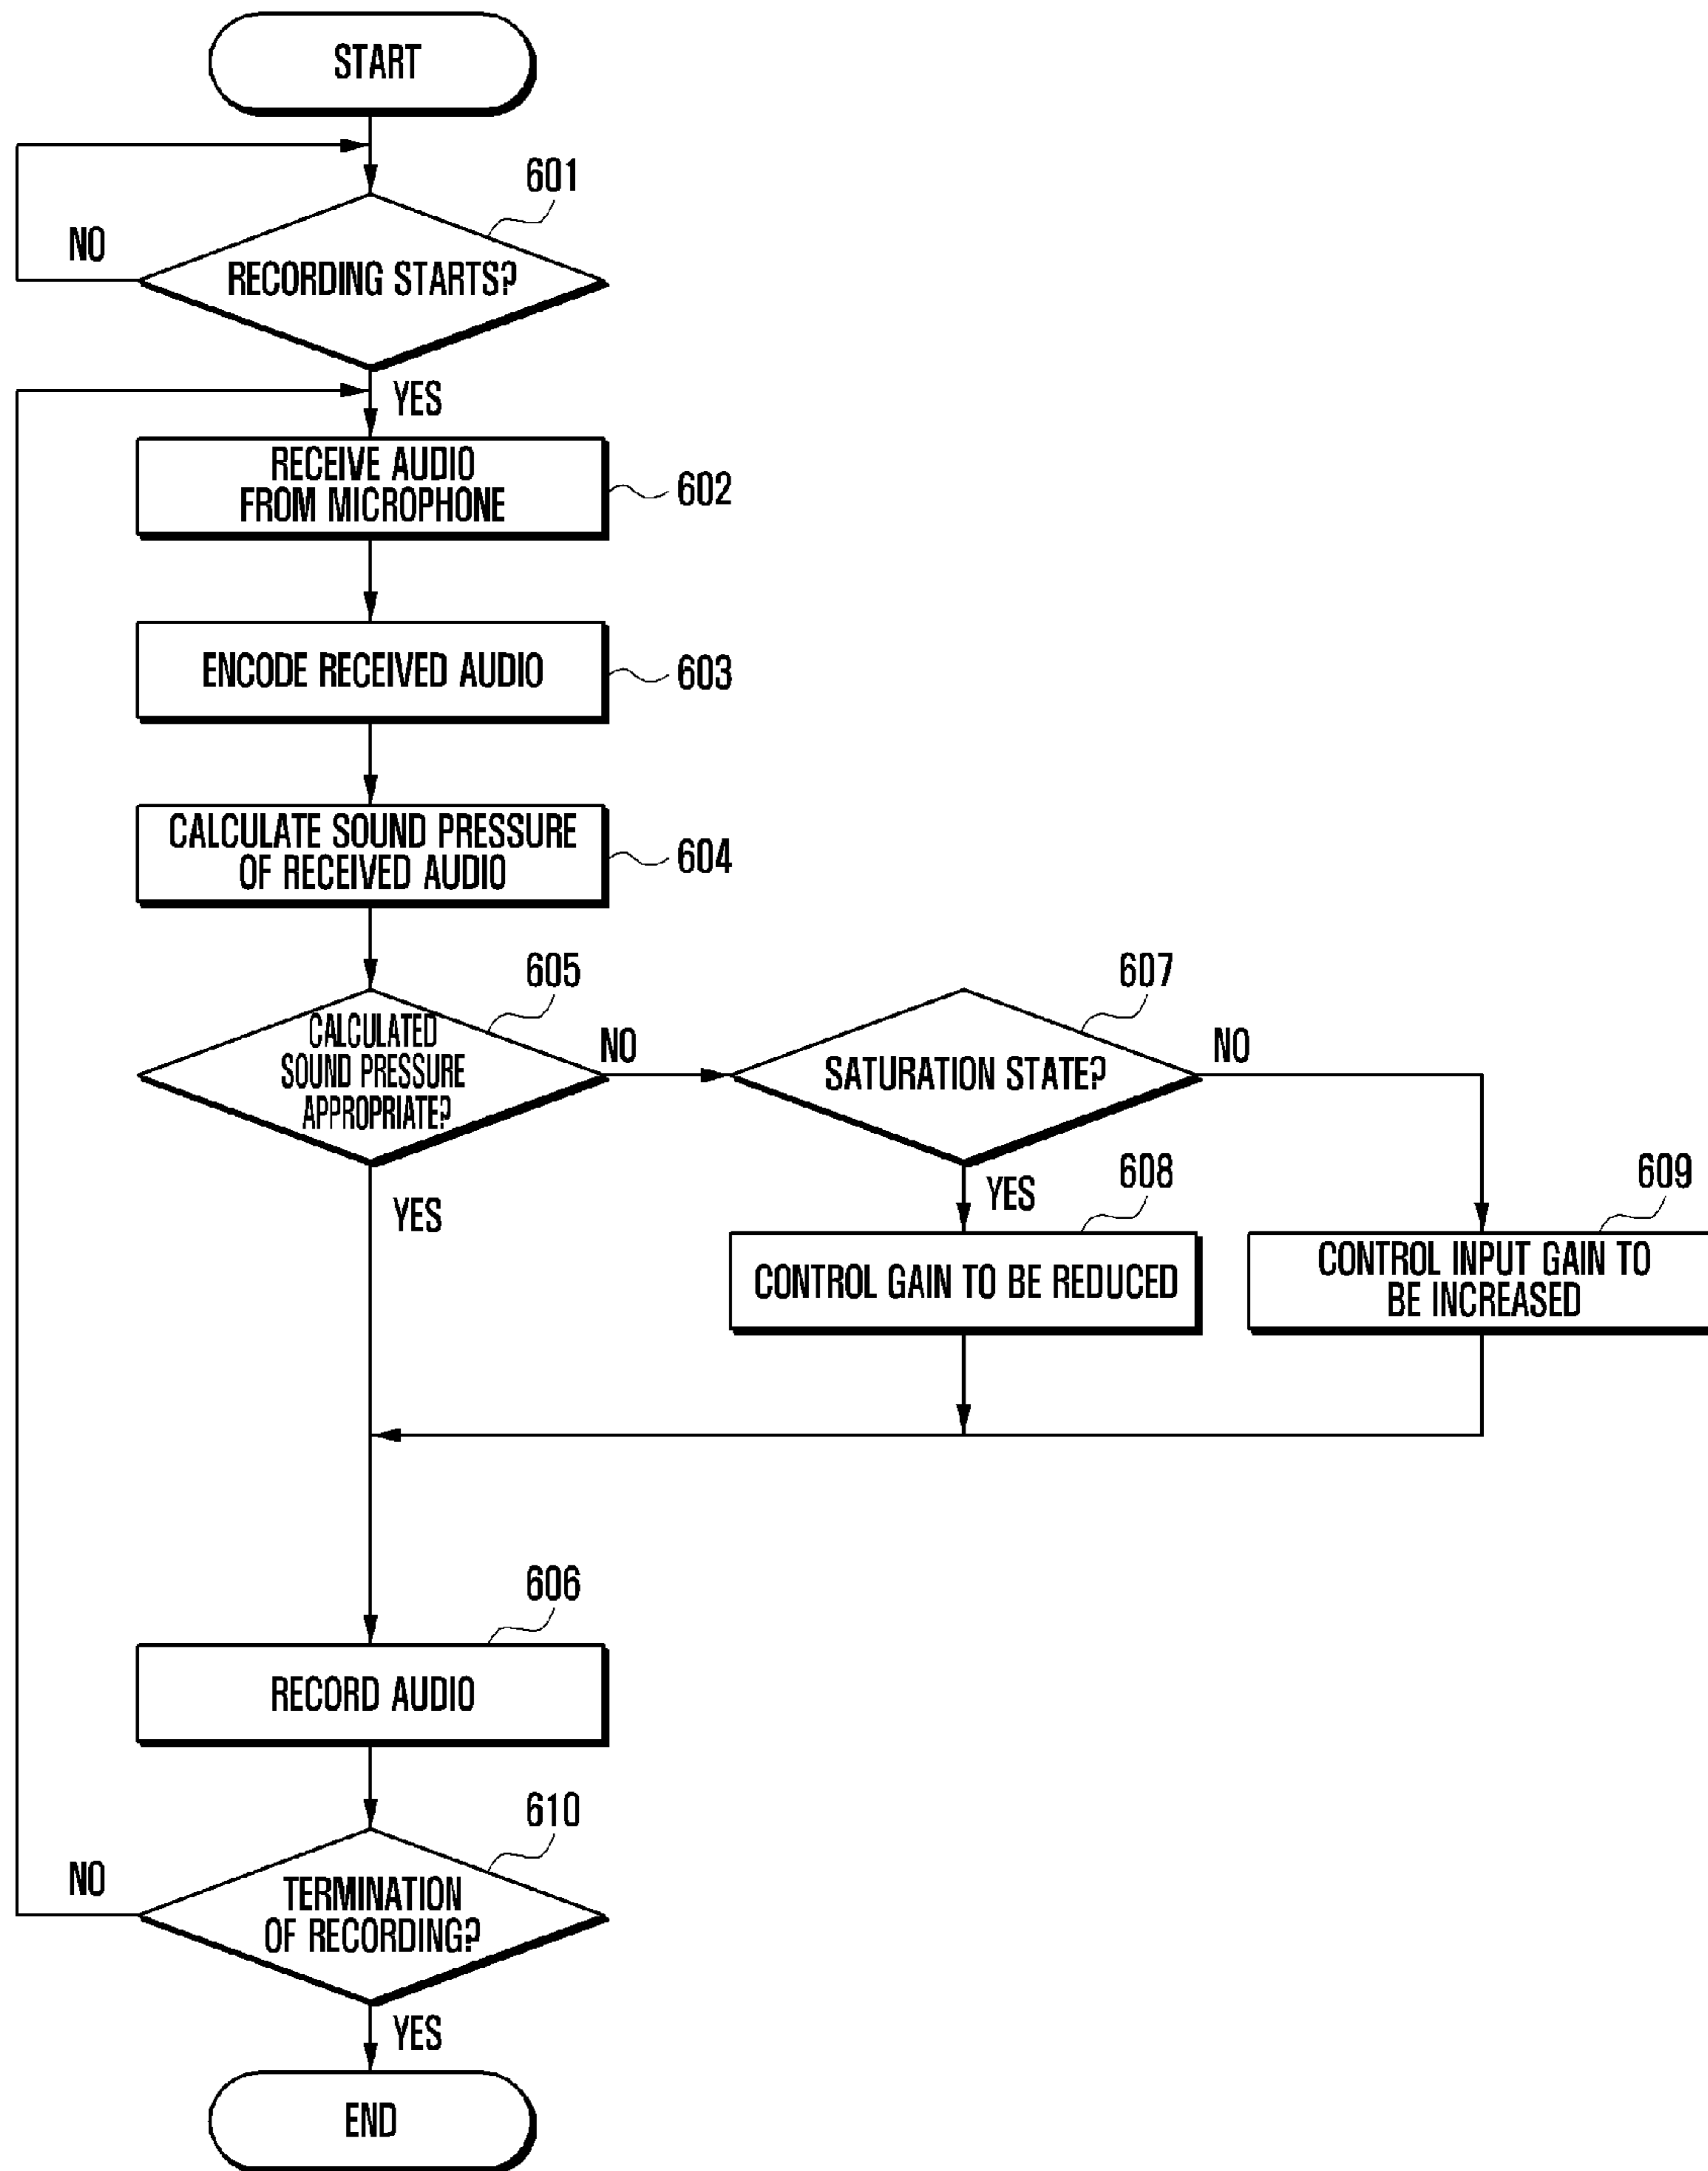 START
601
NO
RECORDING STARTS?
YES
RECEIVE AUDIO
FROM MICROPHONE
602
ENCODE RECEIVED AUDIO
603
CALCULATE SOUND PRESSURE
OF RECEIVED AUDIO
604
605
CALCULATED
SOUND PRESSURE
APPROPRIATE?
NO
607
SATURATION STATE?
NO
YES
YES
608
CONTROL GAIN TO BE REDUCED
609
CONTROL INPUT GAIN TO
BE INCREASED
606
RECORD AUDIO
610
NO
TERMINATION
OF RECORDING?
YES
END